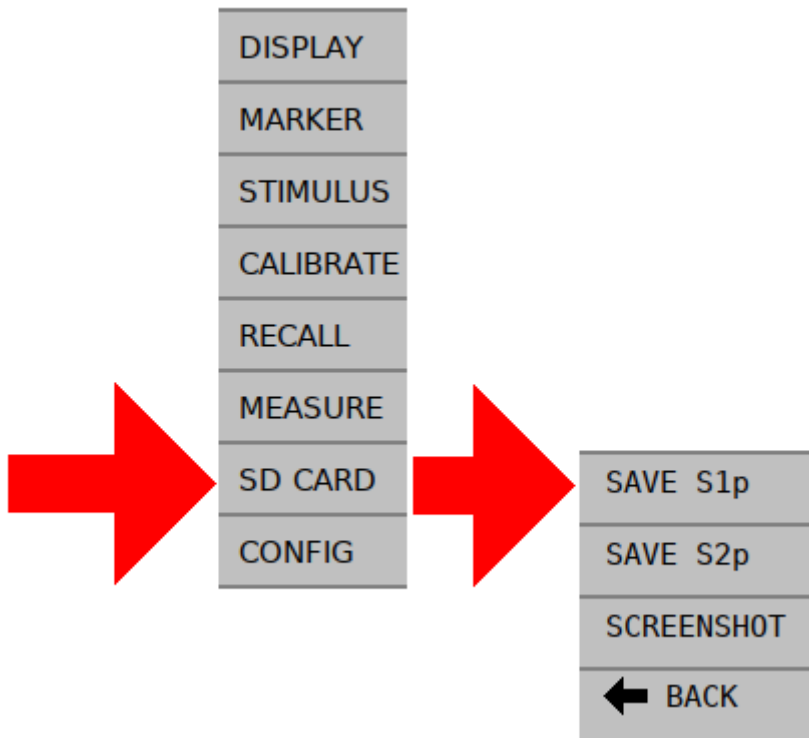 DISPLAY
MARKER
STIMULUS
CALIBRATE
RECALL
MEASURE
SD CARD
CONFIG
SAVE S1p
SAVE S2p
SCREENSHOT
BACK